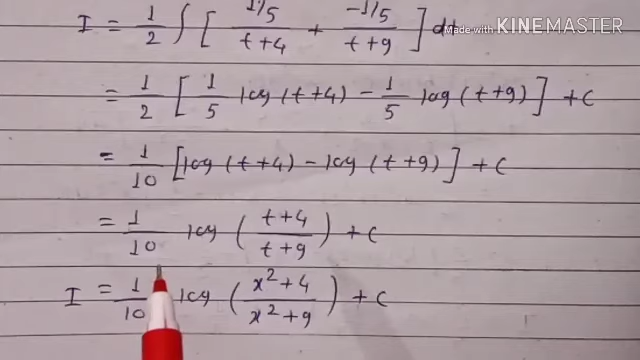 I = 1/2 ∫ [ 1/5 / t+4 + -1/5 / t+9 ] dt
Made with KINEMASTER
= 1/2 [ 1/5 log (t+4) - 1/5 log (t+9) ] + C
= 1/10 [ log (t+4) - log (t+9) ] + C
= 1/10 log ( t+4 / t+9 ) + C
I = 1/10 log ( x²+4 / x²+9 ) + C